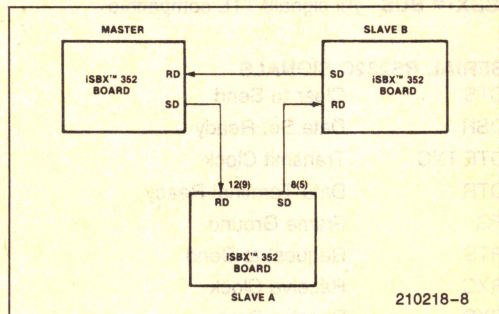 MASTER
SLAVE B
iSBX™ 352
BOARD
RD
SD
SD
RD
iSBX™ 352
BOARD
12(9)
8(5)
RD
SD
iSBX™ 352
BOARD
SLAVE A
210218-8